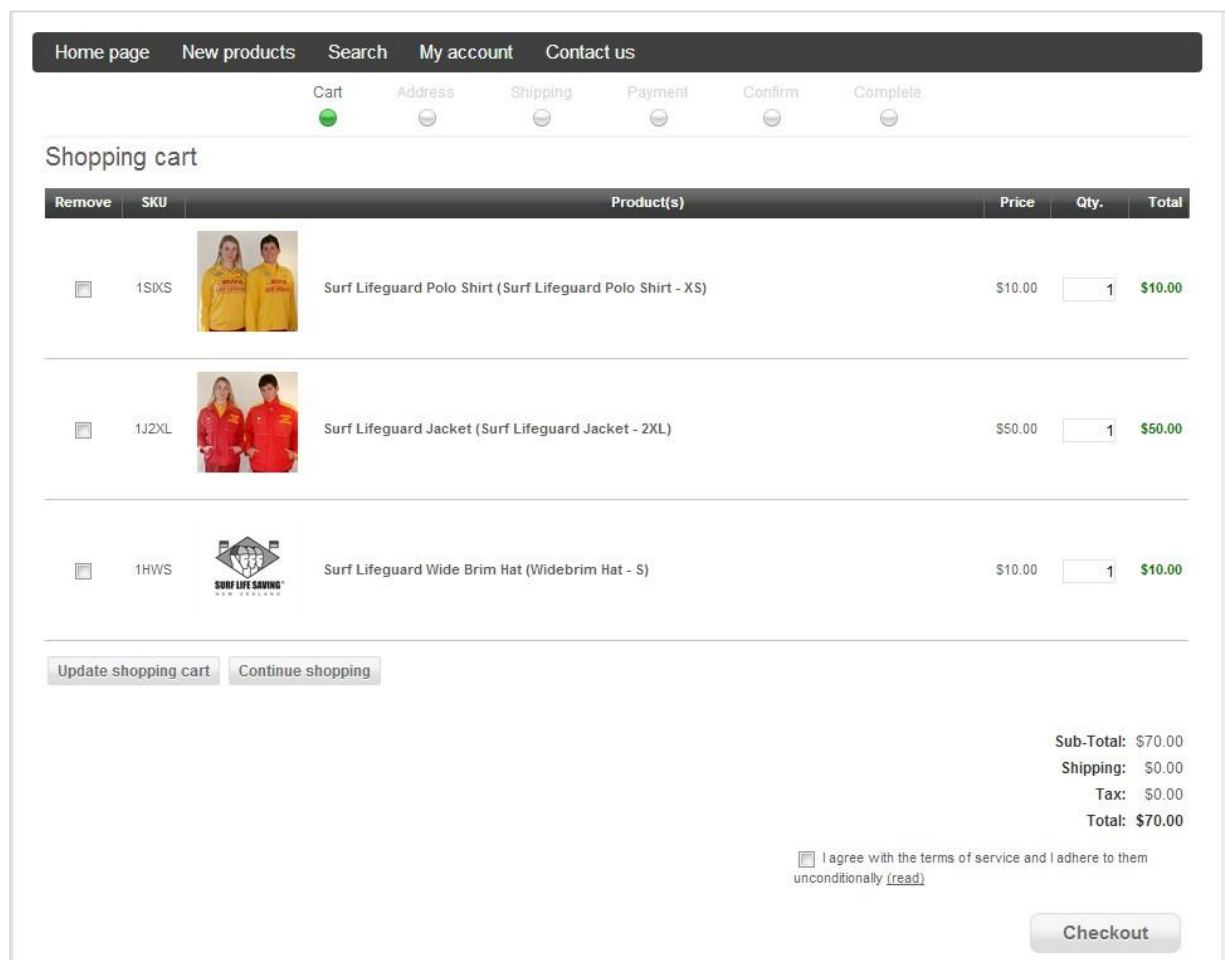 Home page New products Search My account Contact us
Cart Address Shipping Payment Confirm Complete
Shopping cart
Remove SKU Product(s) Price Qty. Total
1SIXS Surf Lifeguard Polo Shirt (Surf Lifeguard Polo Shirt - XS) $10.00 1 $10.00
1J2XL Surf Lifeguard Jacket (Surf Lifeguard Jacket - 2XL) $50.00 1 $50.00
1HWS Surf Lifeguard Wide Brim Hat (Widebrim Hat - S) $10.00 1 $10.00
SURF LIFE SAVING
NEW ZEALAND
Update shopping cart Continue shopping
Sub-Total: $70.00
Shipping: $0.00
Tax: $0.00
Total: $70.00
I agree with the terms of service and I adhere to them
unconditionally (read)
Checkout